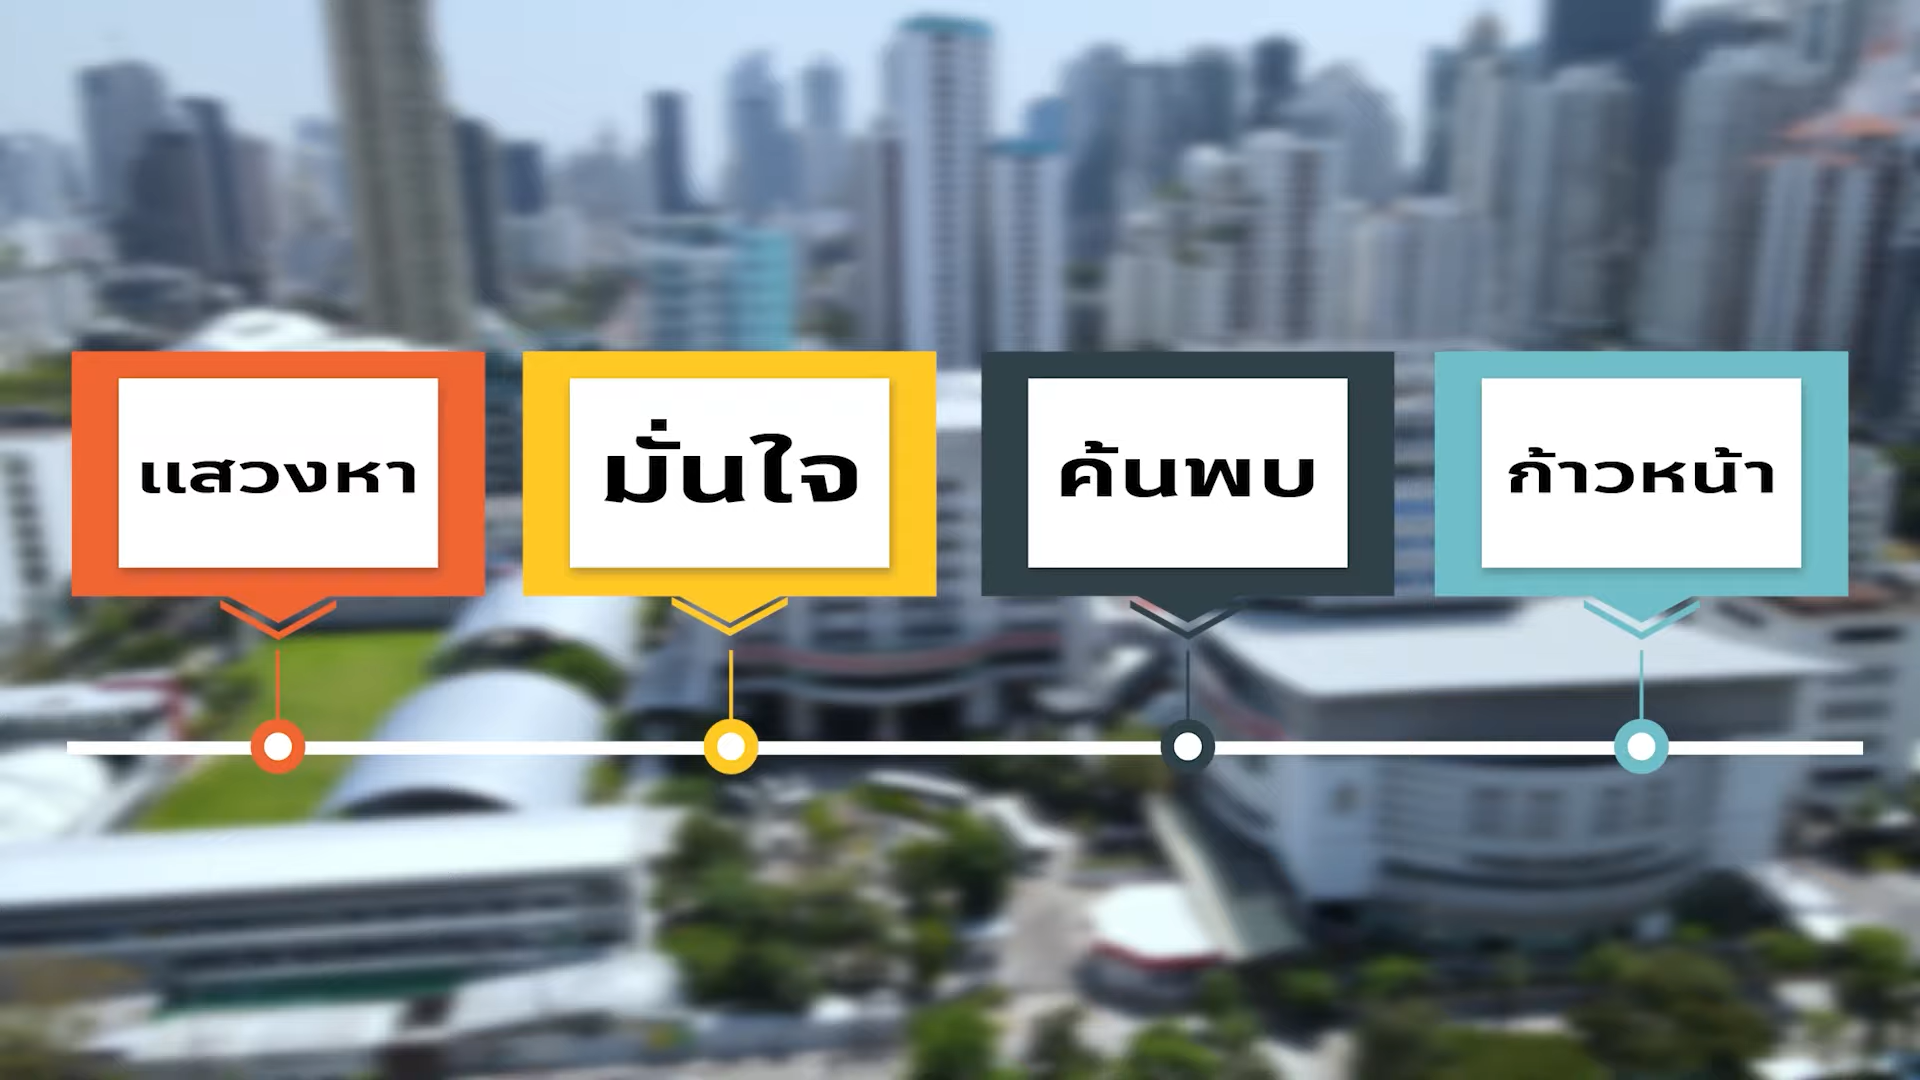 แสวงหา
มั่นใจ
ค้นพบ
ก้าวหน้า